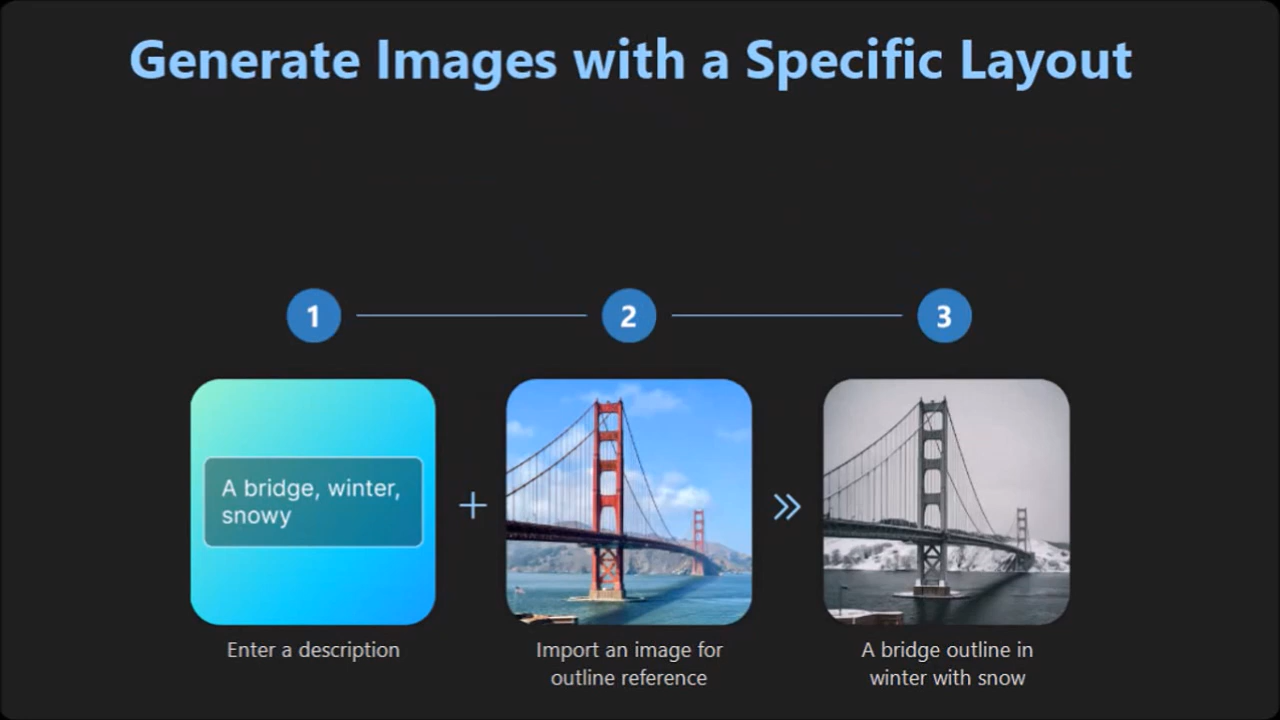 Generate Images with a Specific Layout
1
2
3
A bridge, winter,
snowy
Enter a description
Import an image for
outline reference
A bridge outline in
winter with snow